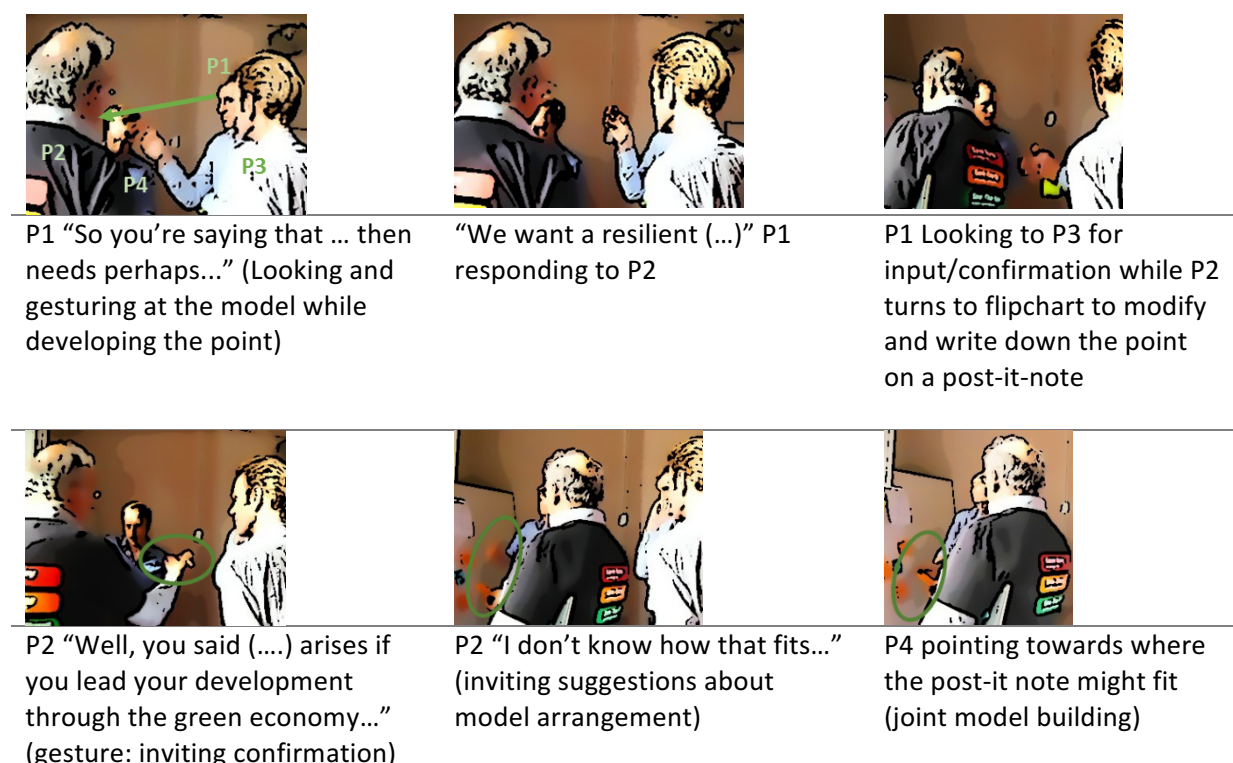 P1
P2
P4
P3
P1 “So you’re saying that … then
needs perhaps...” (Looking and
gesturing at the model while
developing the point)
“We want a resilient (…)” P1
responding to P2
P1 Looking to P3 for
input/confirmation while P2
turns to flipchart to modify
and write down the point
on a post-it-note
P2 “Well, you said (….) arises if
you lead your development
through the green economy…”
(gesture: inviting confirmation)
P2 “I don’t know how that fits…”
(inviting suggestions about
model arrangement)
P4 pointing towards where
the post-it note might fit
(joint model building)